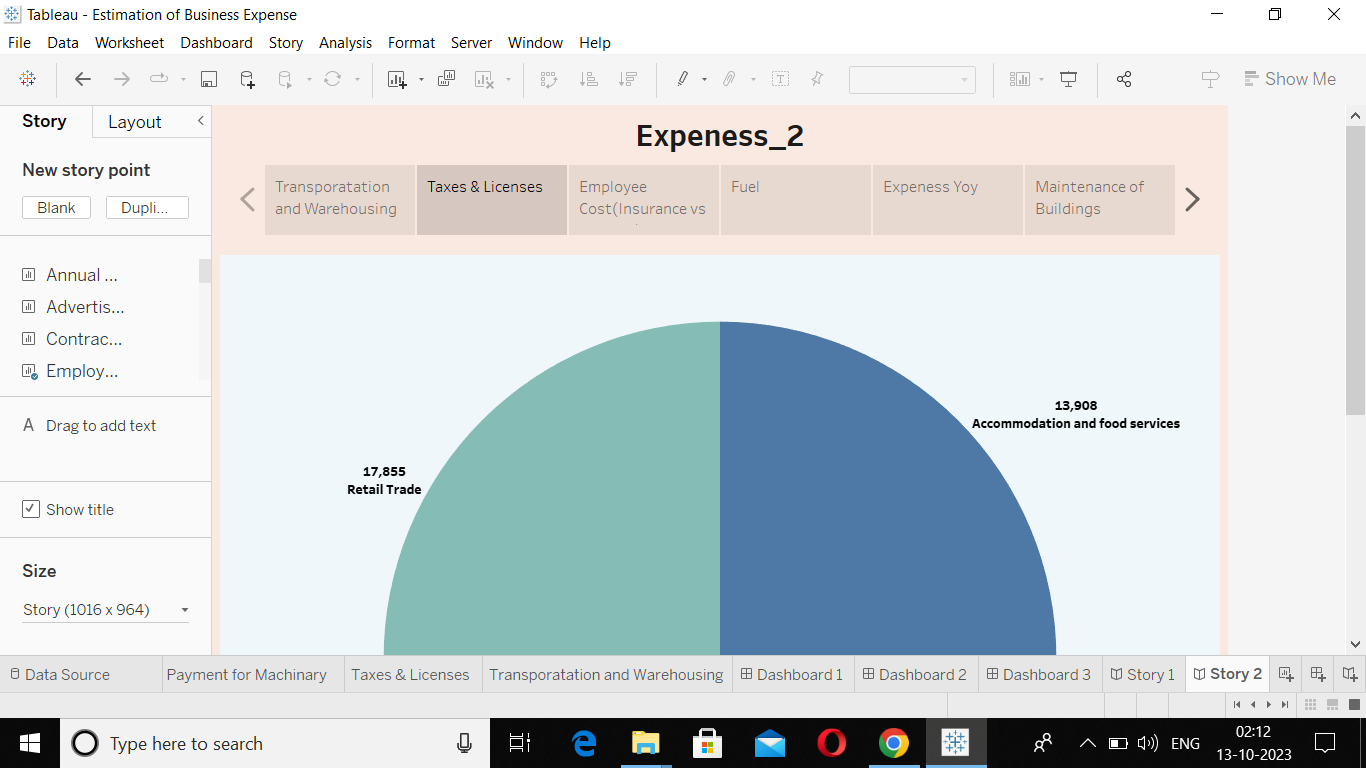 Tableau - Estimation of Business Expense
File Data Worksheet Dashboard Story Analysis Format Server Window Help
Show Me
Story Layout
New story point
Blank Dupli...
Annual ...
Advertis...
Contrac...
Employ...
A Drag to add text
Show title
Size
Story (1016 x 964)
Expeness_2
Transporatation
and Warehousing
Taxes & Licenses
Employee
Cost(Insurance vs
Fuel
Expeness Yoy
Maintenance of
Buildings
13,908
Accommodation and food services
17,855
Retail Trade
Data Source Payment for Machinary Taxes & Licenses Transporatation and Warehousing Dashboard 1 Dashboard 2 Dashboard 3 Story 1 Story 2
Type here to search
ENG
02:12
13-10-2023